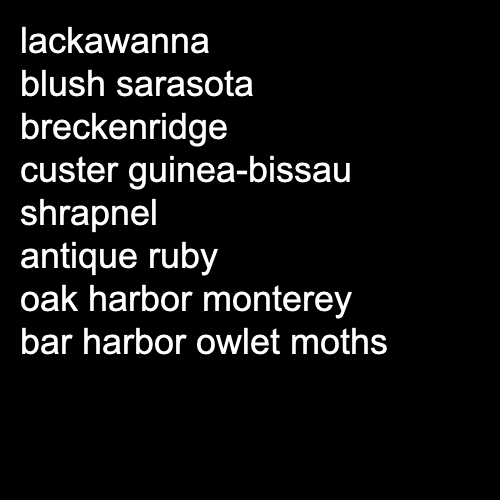 lackawanna
blush sarasota
breckenridge
custer guinea-bissau
shrapnel
antique ruby
oak harbor monterey
bar harbor owlet moths